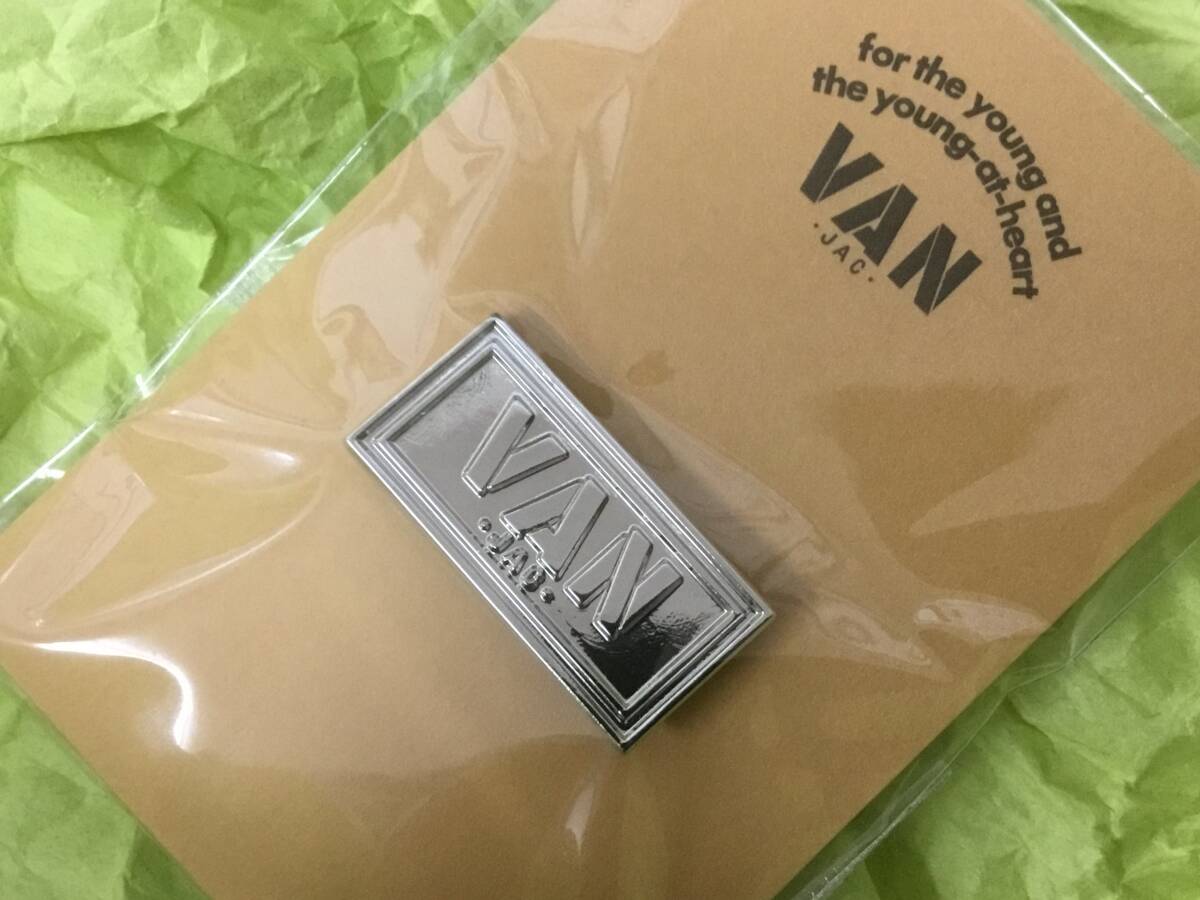 for the young and
the young-at-heart
VAN
.JAC.
VAN
•JAC•